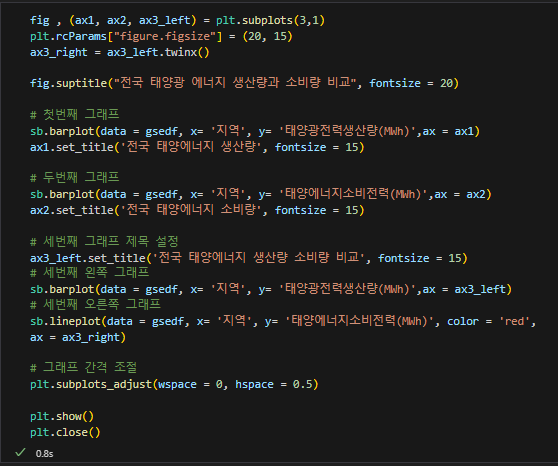 fig , (ax1, ax2, ax3_left) = plt.subplots(3,1)
plt.rcParams["figure.figsize"] = (20, 15)
ax3_right = ax3_left.twinx()
fig.suptitle("전국 태양광 에너지 생산량과 소비량 비교", fontsize = 20)
# 첫번째 그래프
sb.barplot(data = gsedf, x= '지역', y= '태양광전력생산량(MWh)',ax = ax1)
ax1.set_title('전국 태양에너지 생산량', fontsize = 15)
# 두번째 그래프
sb.barplot(data = gsedf, x= '지역', y= '태양에너지소비전력(MWh)',ax = ax2)
ax2.set_title('전국 태양에너지 소비량', fontsize = 15)
# 세번째 그래프 제목 설정
ax3_left.set_title('전국 태양에너지 생산량 소비량 비교', fontsize = 15)
# 세번째 왼쪽 그래프
sb.barplot(data = gsedf, x= '지역', y= '태양광전력생산량(MWh)',ax = ax3_left)
# 세번째 오른쪽 그래프
sb.lineplot(data = gsedf, x= '지역', y= '태양에너지소비전력(MWh)', color = 'red',
ax = ax3_right)
# 그래프 간격 조절
plt.subplots_adjust(wspace = 0, hspace = 0.5)
plt.show()
plt.close()
0.8s